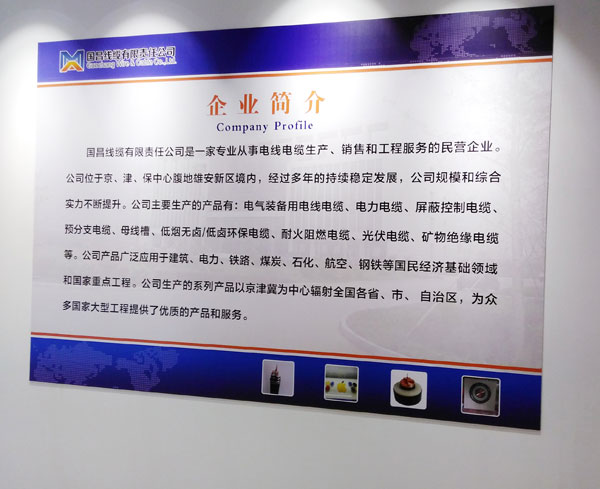 国昌线缆有限责任公司
Guochang Wire & Cable Co.,Ltd.
企业简介
Company Profile
国昌线缆有限责任公司是一家专业从事电线电缆生产、销售和工程服务的民营企业。
公司位于京、津、保中心腹地雄安新区境内，经过多年的持续稳定发展，公司规模和综合
实力不断提升。公司主要生产的产品有：电气装备用电线电缆、电力电缆、屏蔽控制电缆、
预分支电缆、母线槽、低烟无卤/低卤环保电缆、耐火阻燃电缆、光伏电缆、矿物绝缘电缆
等。公司产品广泛应用于建筑、电力、铁路、煤炭、石化、航空、钢铁等国民经济基础领域
和国家重点工程。公司生产的系列产品以京津冀为中心辐射全国各省、市、自治区，为众
多国家大型工程提供了优质的产品和服务。